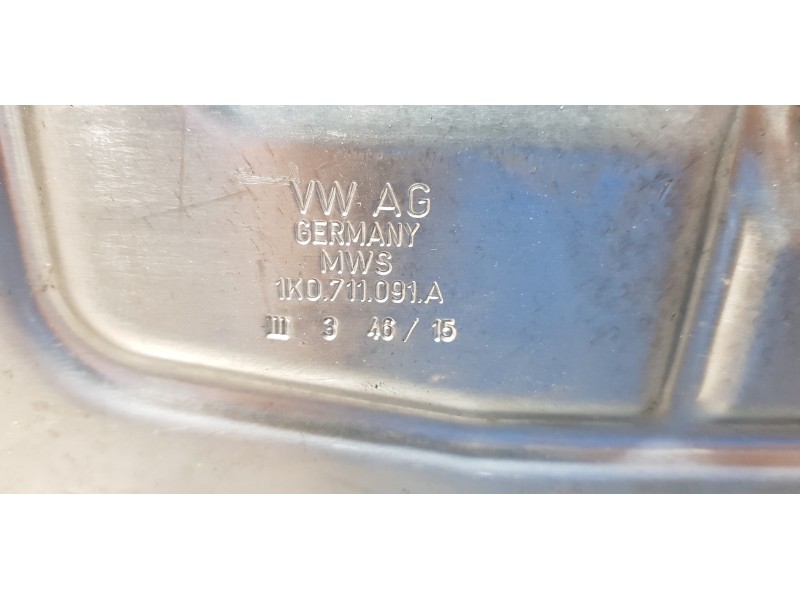 VW AG
GERMANY
MWS
1K0.711.091.A
III 3 46/15